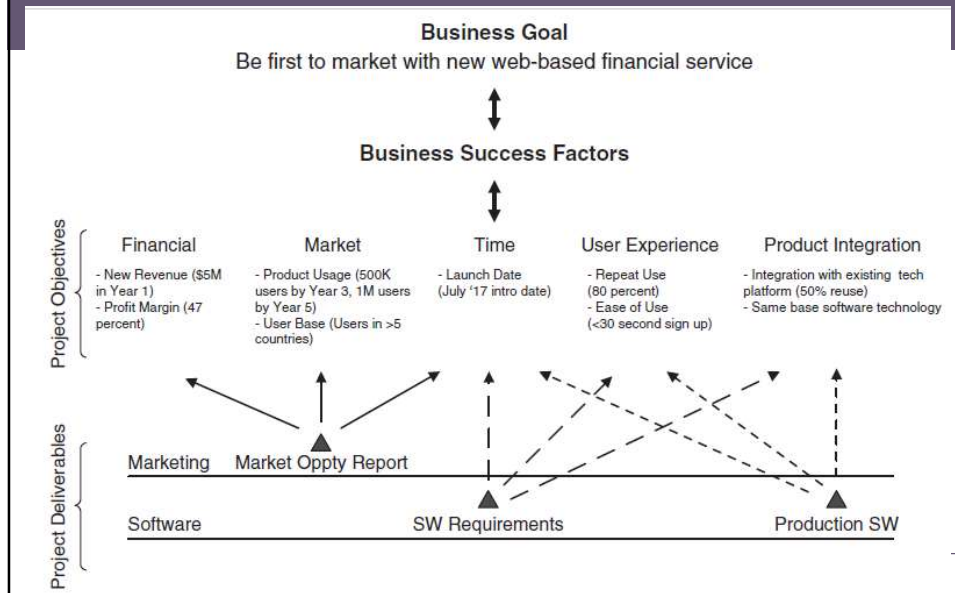 Business Goal
Be first to market with new web-based financial service
Business Success Factors
Project Objectives
Financial
- New Revenue ($5M
in Year 1)
- Profit Margin (47
percent)
Market
- Product Usage (500K
users by Year 3, 1M users
by Year 5)
- User Base (Users in >5
countries)
Time
- Launch Date
(July ‘17 intro date)
User Experience
- Repeat Use
(80 percent)
- Ease of Use
(<30 second sign up)
Product Integration
- Integration with existing tech
platform (50% reuse)
- Same base software technology
Project Deliverables
Marketing
Market Oppty Report
Software
SW Requirements
Production SW